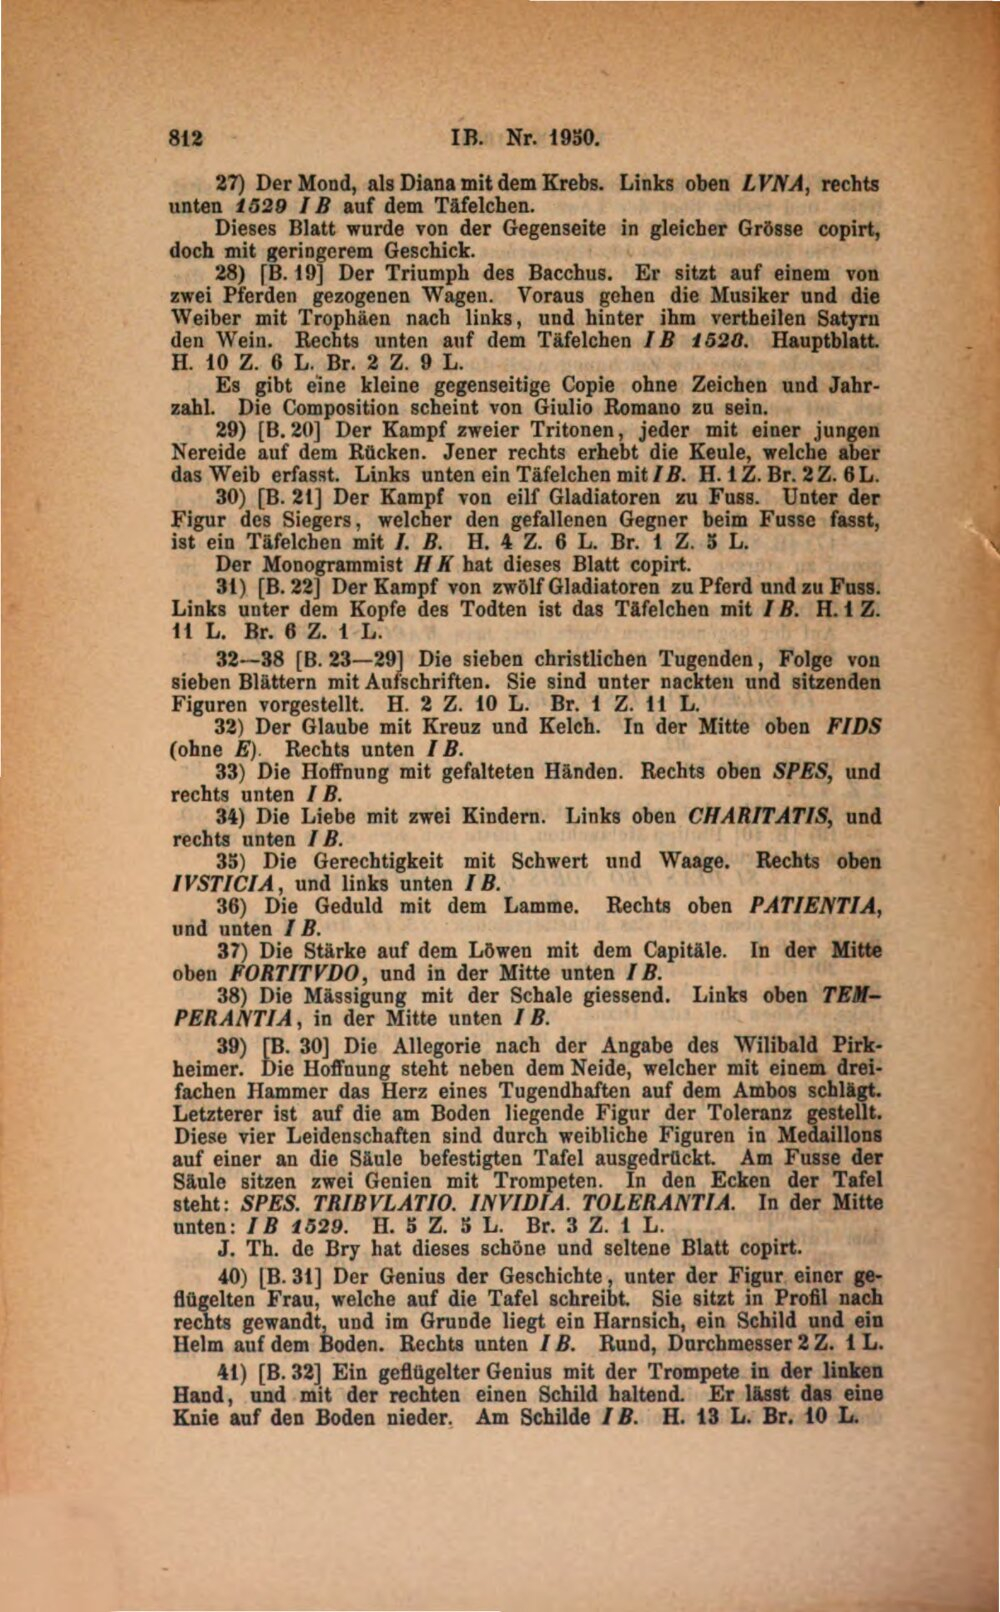 812 IB. Nr. 1950.
27) Der Mond, als Diana mit dem Krebs. Links oben LVNA, rechts
unten 1529 IB auf dem Täfelchen.
Dieses Blatt wurde von der Gegenseite in gleicher Grösse copirt,
doch mit geringerem Geschick.
28) [B. 19] Der Triumph des Bacchus. Er sitzt auf einem von
zwei Pferden gezogenen Wagen. Voraus gehen die Musiker und die
Weiber mit Trophäen nach links, und hinter ihm vertheilen Satyrn
den Wein. Rechts unten auf dem Täfelchen IB 1528. Hauptblatt.
H. 10 Z. 6 L. Br. 2 Z. 9 L.
Es gibt eine kleine gegenseitige Copie ohne Zeichen und Jahr-
zahl. Die Composition scheint von Giulio Romano zu sein.
29) [B. 20] Der Kampf zweier Tritonen, jeder mit einer jungen
Nereide auf dem Rücken. Jener rechts erhebt die Keule, welche aber
das Weib erfasst. Links unten ein Täfelchen mit IB. H. 1 Z. Br. 2 Z. 6 L.
30) [B. 21] Der Kampf von eilf Gladiatoren zu Fuss. Unter der
Figur des Siegers, welcher den gefallenen Gegner beim Fusse fasst,
ist ein Täfelchen mit I. B. H. 4 Z. 6 L. Br. 1 Z. 5 L.
Der Monogrammist HK hat dieses Blatt copirt.
31) [B. 22] Der Kampf von zwölf Gladiatoren zu Pferd und zu Fuss.
Links unter dem Kopfe des Todten ist das Täfelchen mit IB. H. 1 Z.
11 L. Br. 6 Z. 1 L.
32—38 [B. 23—29] Die sieben christlichen Tugenden, Folge von
sieben Blättern mit Aufschriften. Sie sind unter nackten und sitzenden
Figuren vorgestellt. H. 2 Z. 10 L. Br. 1 Z. 11 L.
32) Der Glaube mit Kreuz und Kelch. In der Mitte oben FIDS
(ohne E). Rechts unten IB.
33) Die Hoffnung mit gefalteten Händen. Rechts oben SPES, und
rechts unten IB.
34) Die Liebe mit zwei Kindern. Links oben CHARITATIS, und
rechts unten IB.
35) Die Gerechtigkeit mit Schwert und Waage. Rechts oben
IVSTICIA, und links unten IB.
36) Die Geduld mit dem Lamme. Rechts oben PATIENTIA,
und unten IB.
37) Die Stärke auf dem Löwen mit dem Capitäle. In der Mitte
oben FORTITVDO, und in der Mitte unten IB.
38) Die Mässigung mit der Schale giessend. Links oben TEM-
PERANTIA, in der Mitte unten IB.
39) [B. 30] Die Allegorie nach der Angabe des Wilibald Pirk-
heimer. Die Hoffnung steht neben dem Neide, welcher mit einem drei-
fachen Hammer das Herz eines Tugendhaften auf dem Ambos schlägt.
Letzterer ist auf die am Boden liegende Figur der Toleranz gestellt.
Diese vier Leidenschaften sind durch weibliche Figuren in Medaillons
auf einer an die Säule befestigten Tafel ausgedrückt. Am Fusse der
Säule sitzen zwei Genien mit Trompeten. In den Ecken der Tafel
steht: SPES. TRIBVLATIO. INVIDIA. TOLERANTIA. In der Mitte
unten: IB 1529. H. 5 Z. 5 L. Br. 3 Z. 1 L.
J. Th. de Bry hat dieses schöne und seltene Blatt copirt.
40) [B. 31] Der Genius der Geschichte, unter der Figur einer ge-
flügelten Frau, welche auf die Tafel schreibt. Sie sitzt in Profil nach
rechts gewandt, und im Grunde liegt ein Harnsich, ein Schild und ein
Helm auf dem Boden. Rechts unten IB. Rund, Durchmesser 2 Z. 1 L.
41) [B. 32] Ein geflügelter Genius mit der Trompete in der linken
Hand, und mit der rechten einen Schild haltend. Er lässt das eine
Knie auf den Boden nieder. Am Schilde IB. H. 13 L. Br. 10 L.